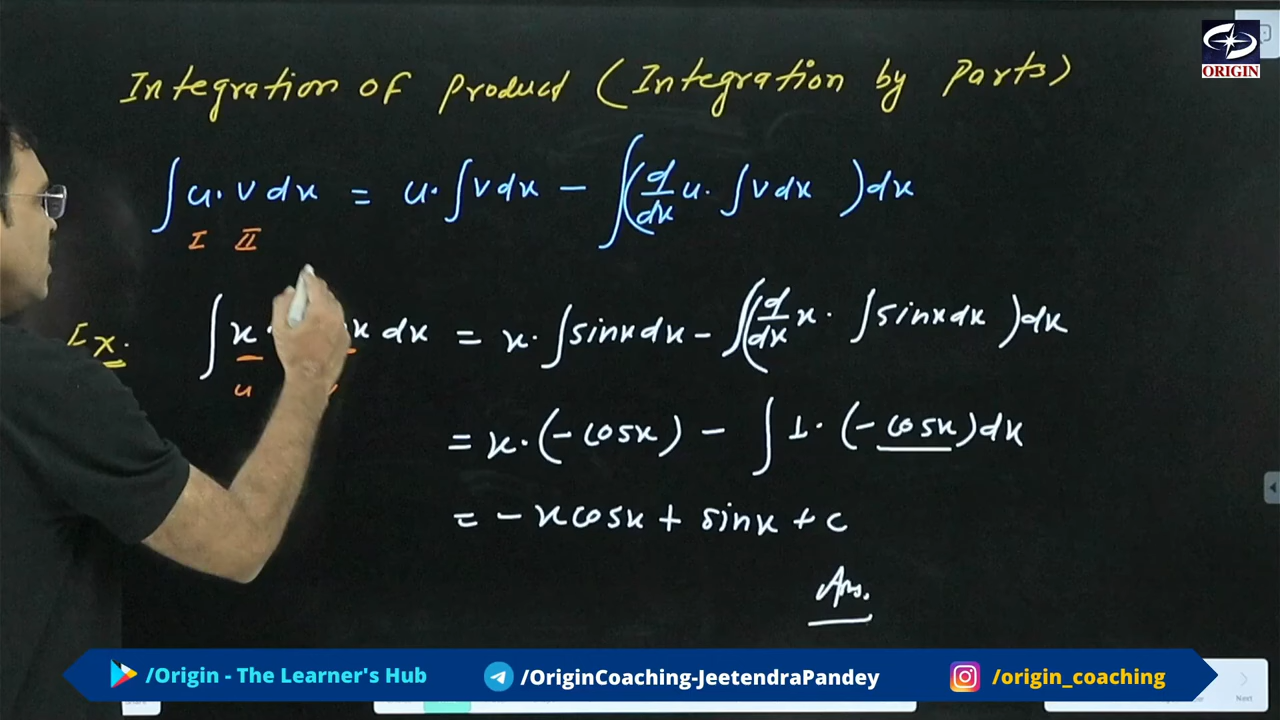 ORIGIN
Integration of product (Integration by Parts)
∫u. v dx = u. ∫v dx - ∫(d/dx u. ∫v dx ) dx
I II
Ex. ∫x. x dx = x. ∫sinx dx - ∫(d/dx x. ∫sinx dx ) dx
u
= x. (-cosx) - ∫1. (-cosx) dx
= - xcosx + sinx + c
Ans.
/Origin - The Learner's Hub /OriginCoaching-JeetendraPandey /origin_coaching
Next